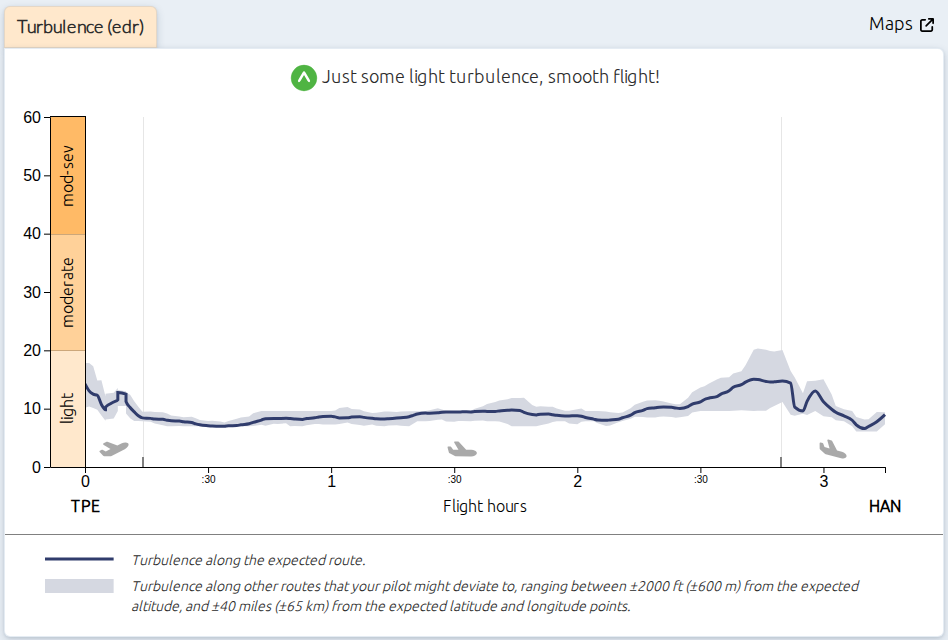 Turbulence (edr)
Maps
Just some light turbulence, smooth flight!
60
50
40
30
20
10
0
mod-sev
moderate
light
0
:30
1
:30
2
:30
3
TPE
Flight hours
HAN
Turbulence along the expected route.
Turbulence along other routes that your pilot might deviate to, ranging between ±2000 ft (±600 m) from the expected
altitude, and ±40 miles (±65 km) from the expected latitude and longitude points.